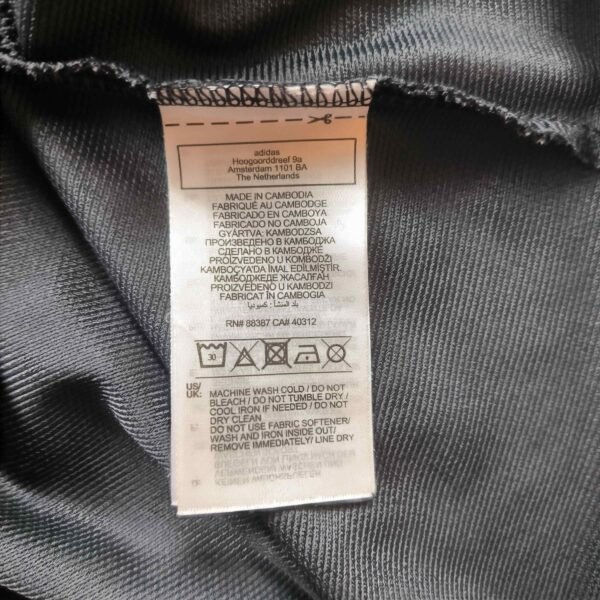 adidas
Hoogoorddreef 9a
Amsterdam 1101 BA
The Netherlands
MADE IN CAMBODIA
FABRIQUÉ AU CAMBODGE
FABRICADO EN CAMBOYA
FABRICADO NO CAMBOJA
GYÁRTVA: KAMBODZSA
ПРОИЗВЕДЕНО В КАМБОДЖА
СДЕЛАНО В КАМБОДЖЕ
PROIZVEDENO U KOMBODŽI
KAMBOÇYA'DA İMAL EDİLMİŞTİR.
КАМБОДЖЕДЕ ЖАСАЛҒАН
PROIZVEDENO U KAMBODŽI
FABRICAT ÎN CAMBOGIA
بلد المنشأ : كمبوديا
RN# 88387 CA# 40312
30
US/
UK:
MACHINE WASH COLD / DO NOT
BLEACH / DO NOT TUMBLE DRY /
COOL IRON IF NEEDED / DO NOT
DRY CLEAN
DO NOT USE FABRIC SOFTENER/
WASH AND IRON INSIDE OUT/
REMOVE IMMEDIATELY/ LINE DRY